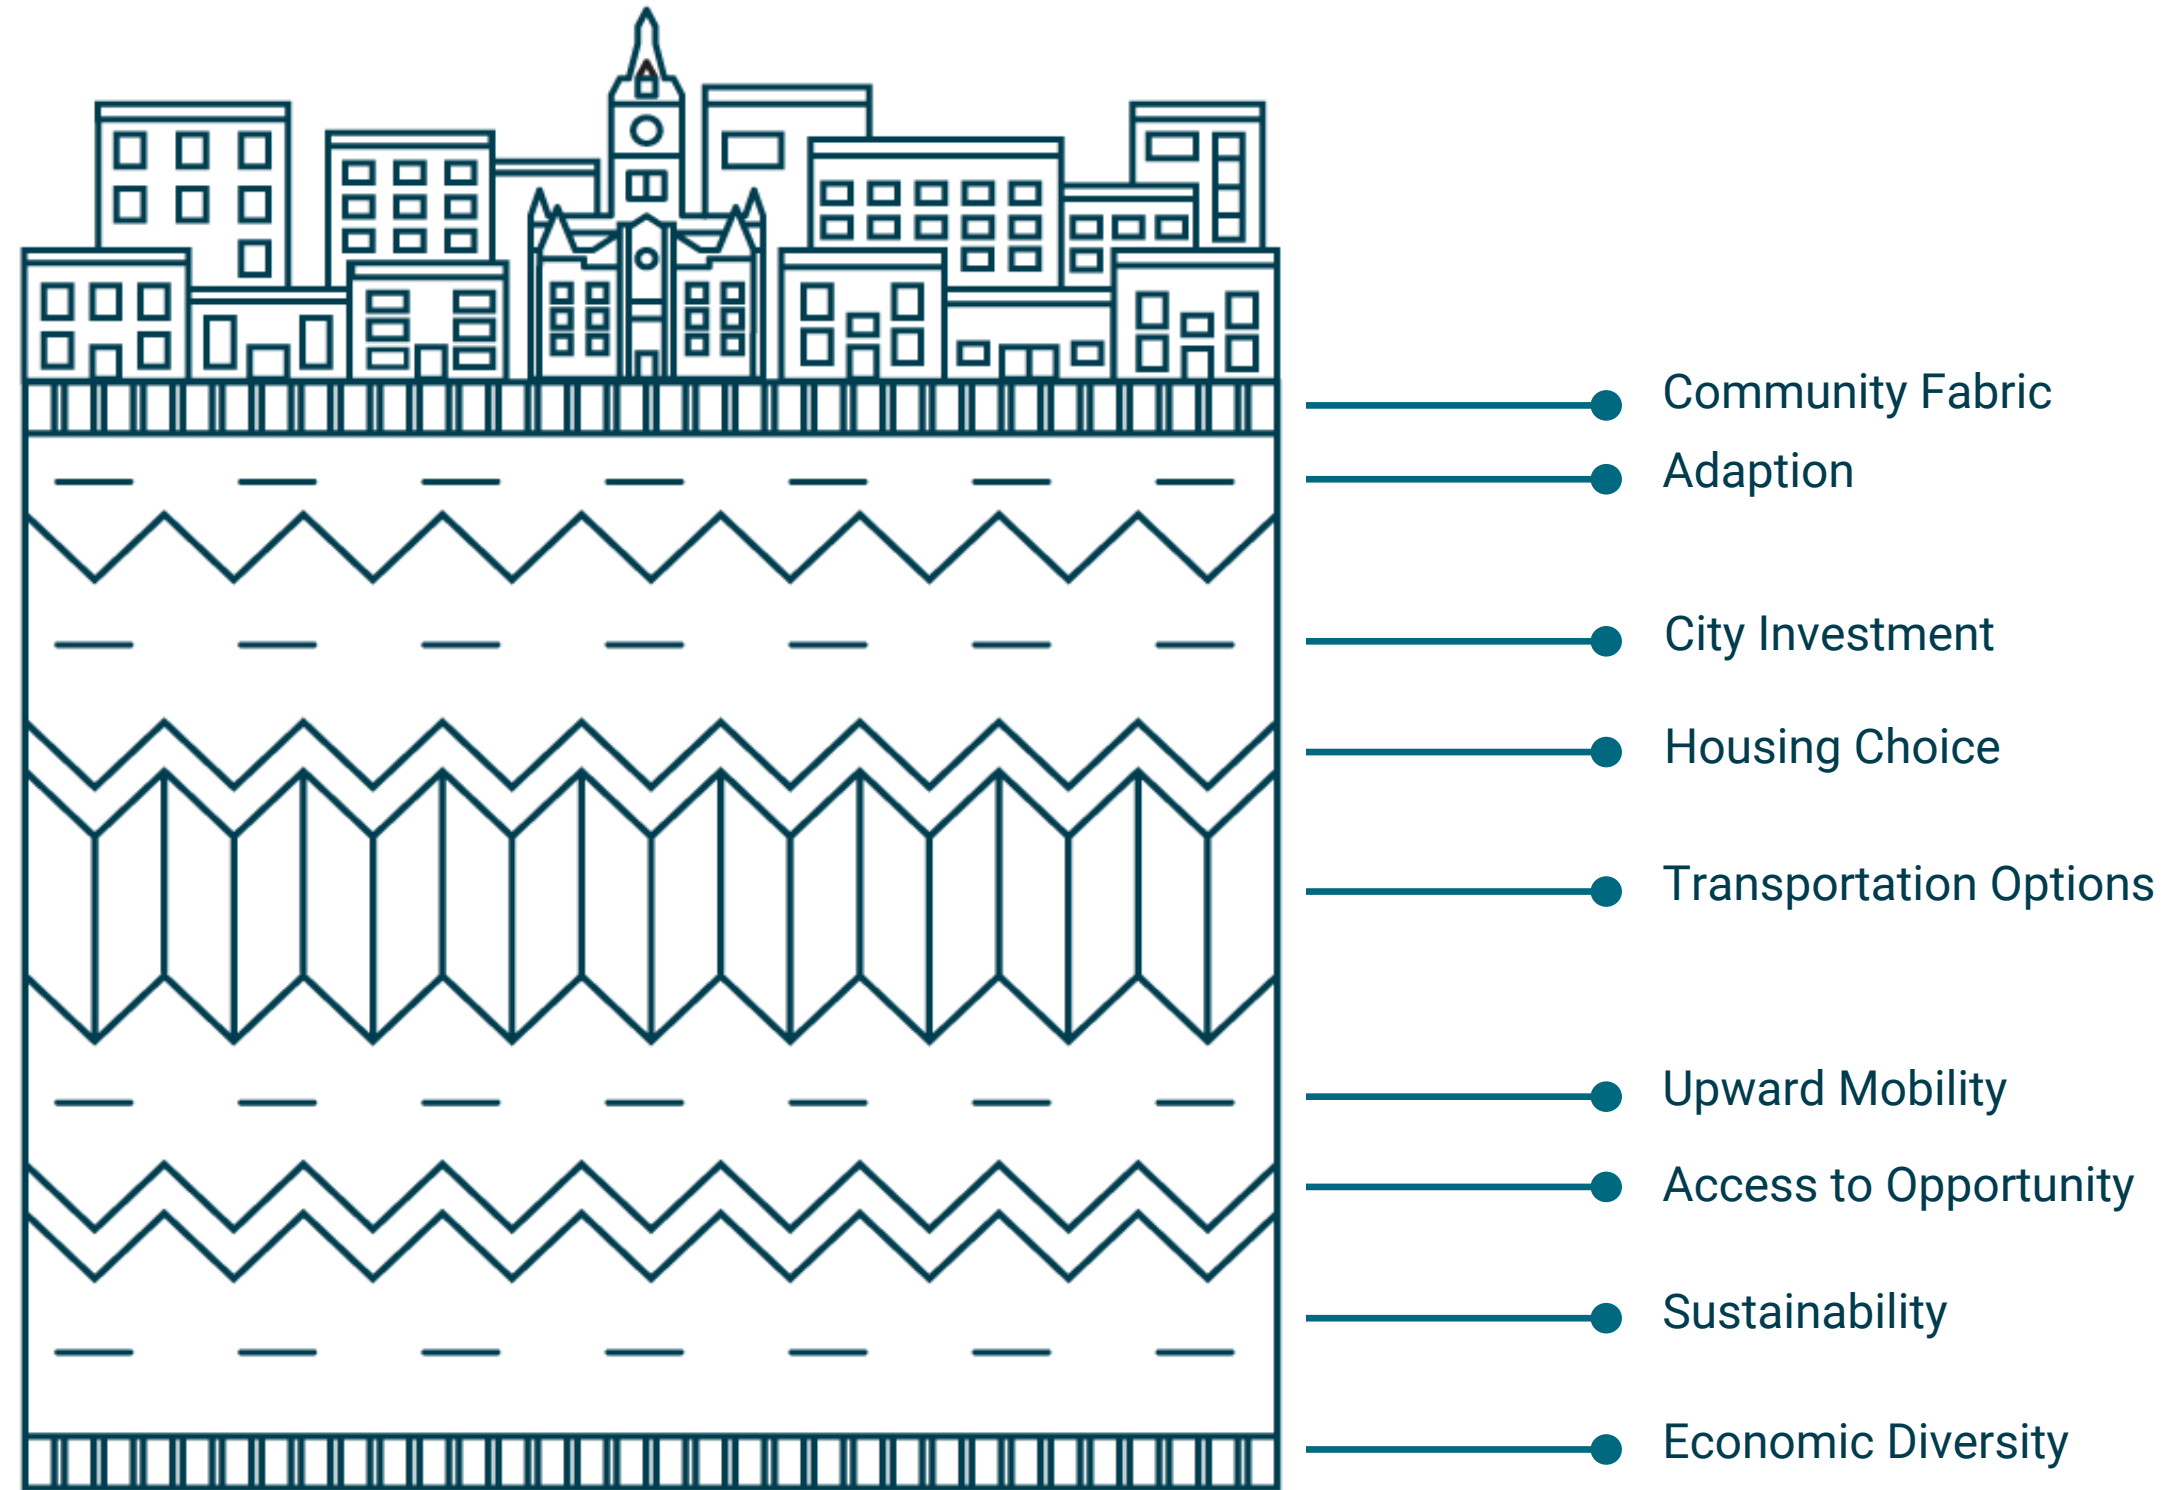 Community Fabric
Adaption
City Investment
Housing Choice
Transportation Options
Upward Mobility
Access to Opportunity
Sustainability
Economic Diversity